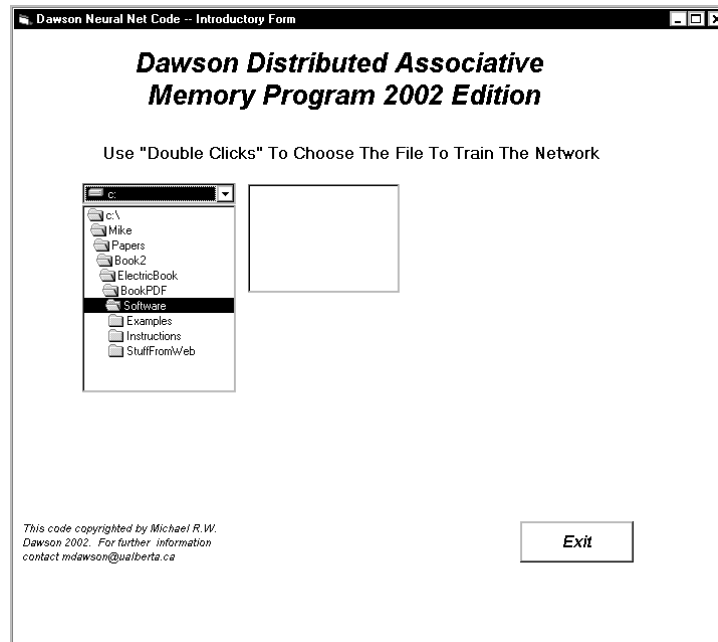 Dawson Neural Net Code -- Introductory Form
Dawson Distributed Associative
Memory Program 2002 Edition
Use "Double Clicks" To Choose The File To Train The Network
c:
c:\
Mike
Papers
Book2
ElectricBook
BookPDF
Software
Examples
Instructions
StuffFromWeb
This code copyrighted by Michael R.W.
Dawson 2002. For further information
contact mdawson@ualberta.ca
Exit